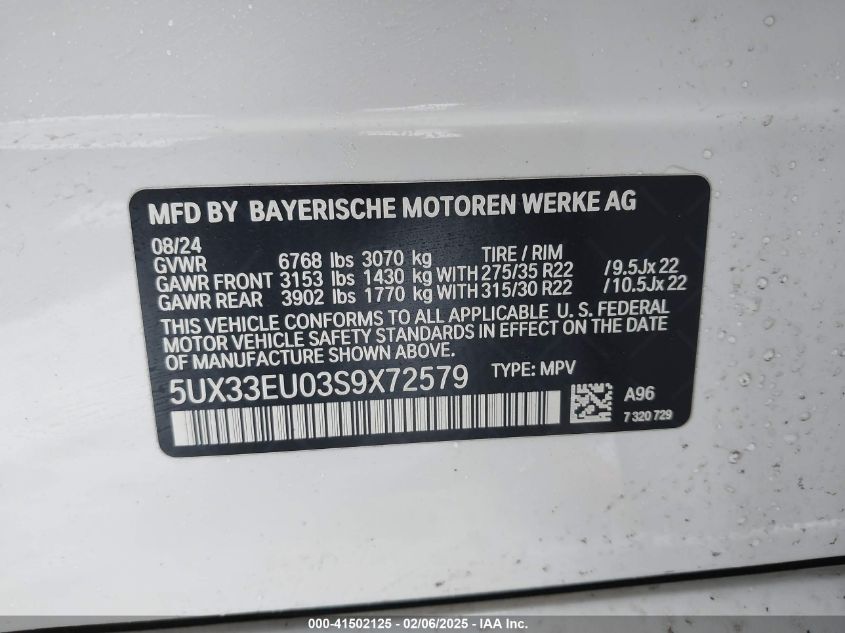 MFD BY BAYERISCHE MOTOREN WERKE AG
08/24
GVWR 6768 lbs 3070 kg TIRE / RIM
GAWR FRONT 3153 lbs 1430 kg WITH 275/35 R22 / 9.5Jx 22
GAWR REAR 3902 lbs 1770 kg WITH 315/30 R22 / 10.5Jx 22
THIS VEHICLE CONFORMS TO ALL APPLICABLE U. S. FEDERAL
MOTOR VEHICLE SAFETY STANDARDS IN EFFECT ON THE DATE
OF MANUFACTURE SHOWN ABOVE.
5UX33EU03S9X72579 TYPE: MPV
A96
7 320 729
000-41502125 - 02/06/2025 - IAA Inc.